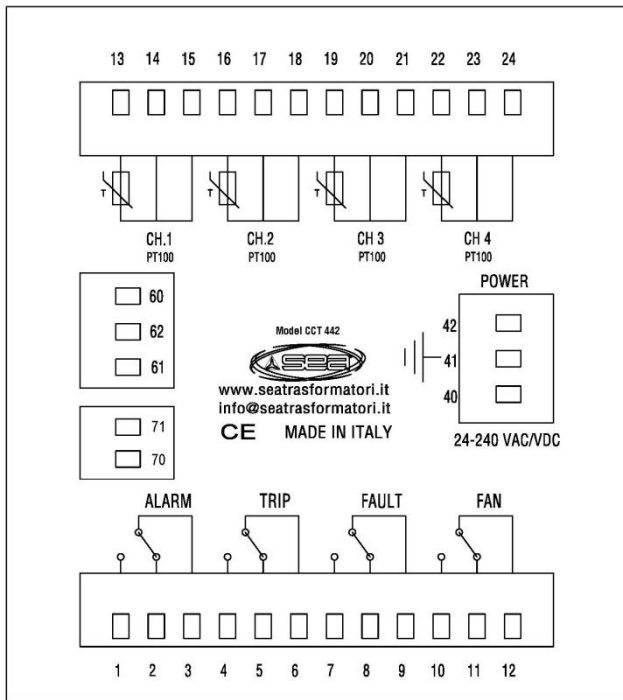 13 14 15 16 17 18 19 20 21 22 23 24
T T T T
CH.1 CH.2 CH 3 CH 4
PT100 PT100 PT100 PT100
60
62
61
71
70
Model CCT 442
sea
www.seatrasformatori.it
info@seatrasformatori.it
CE MADE IN ITALY
POWER
42
41
40
24-240 VAC/VDC
ALARM TRIP FAULT FAN
1 2 3 4 5 6 7 8 9 10 11 12